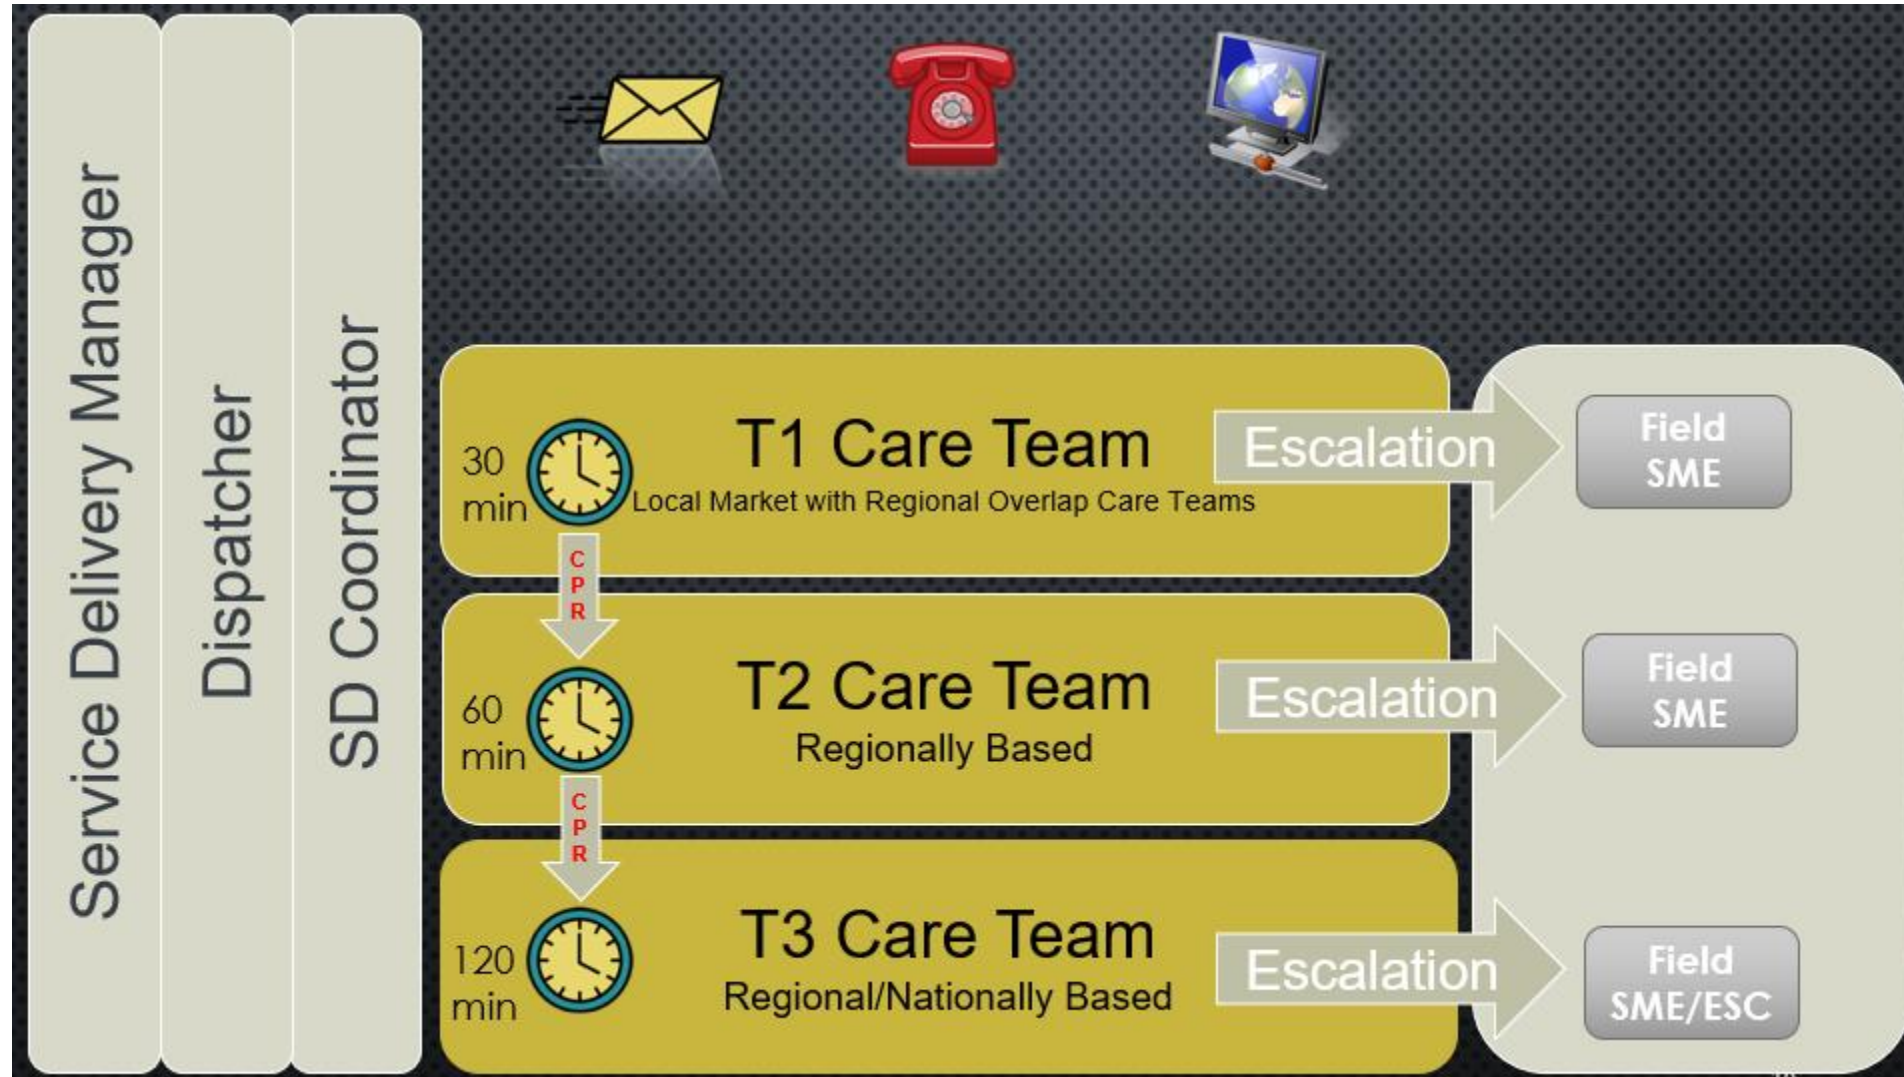 Service Delivery Manager
Dispatcher
SD Coordinator
30
min
T1 Care Team
Local Market with Regional Overlap Care Teams
Escalation
Field
SME
C
P
R
60
min
T2 Care Team
Regionally Based
Escalation
Field
SME
C
P
R
120
min
T3 Care Team
Regional/Nationally Based
Escalation
Field
SME/ESC